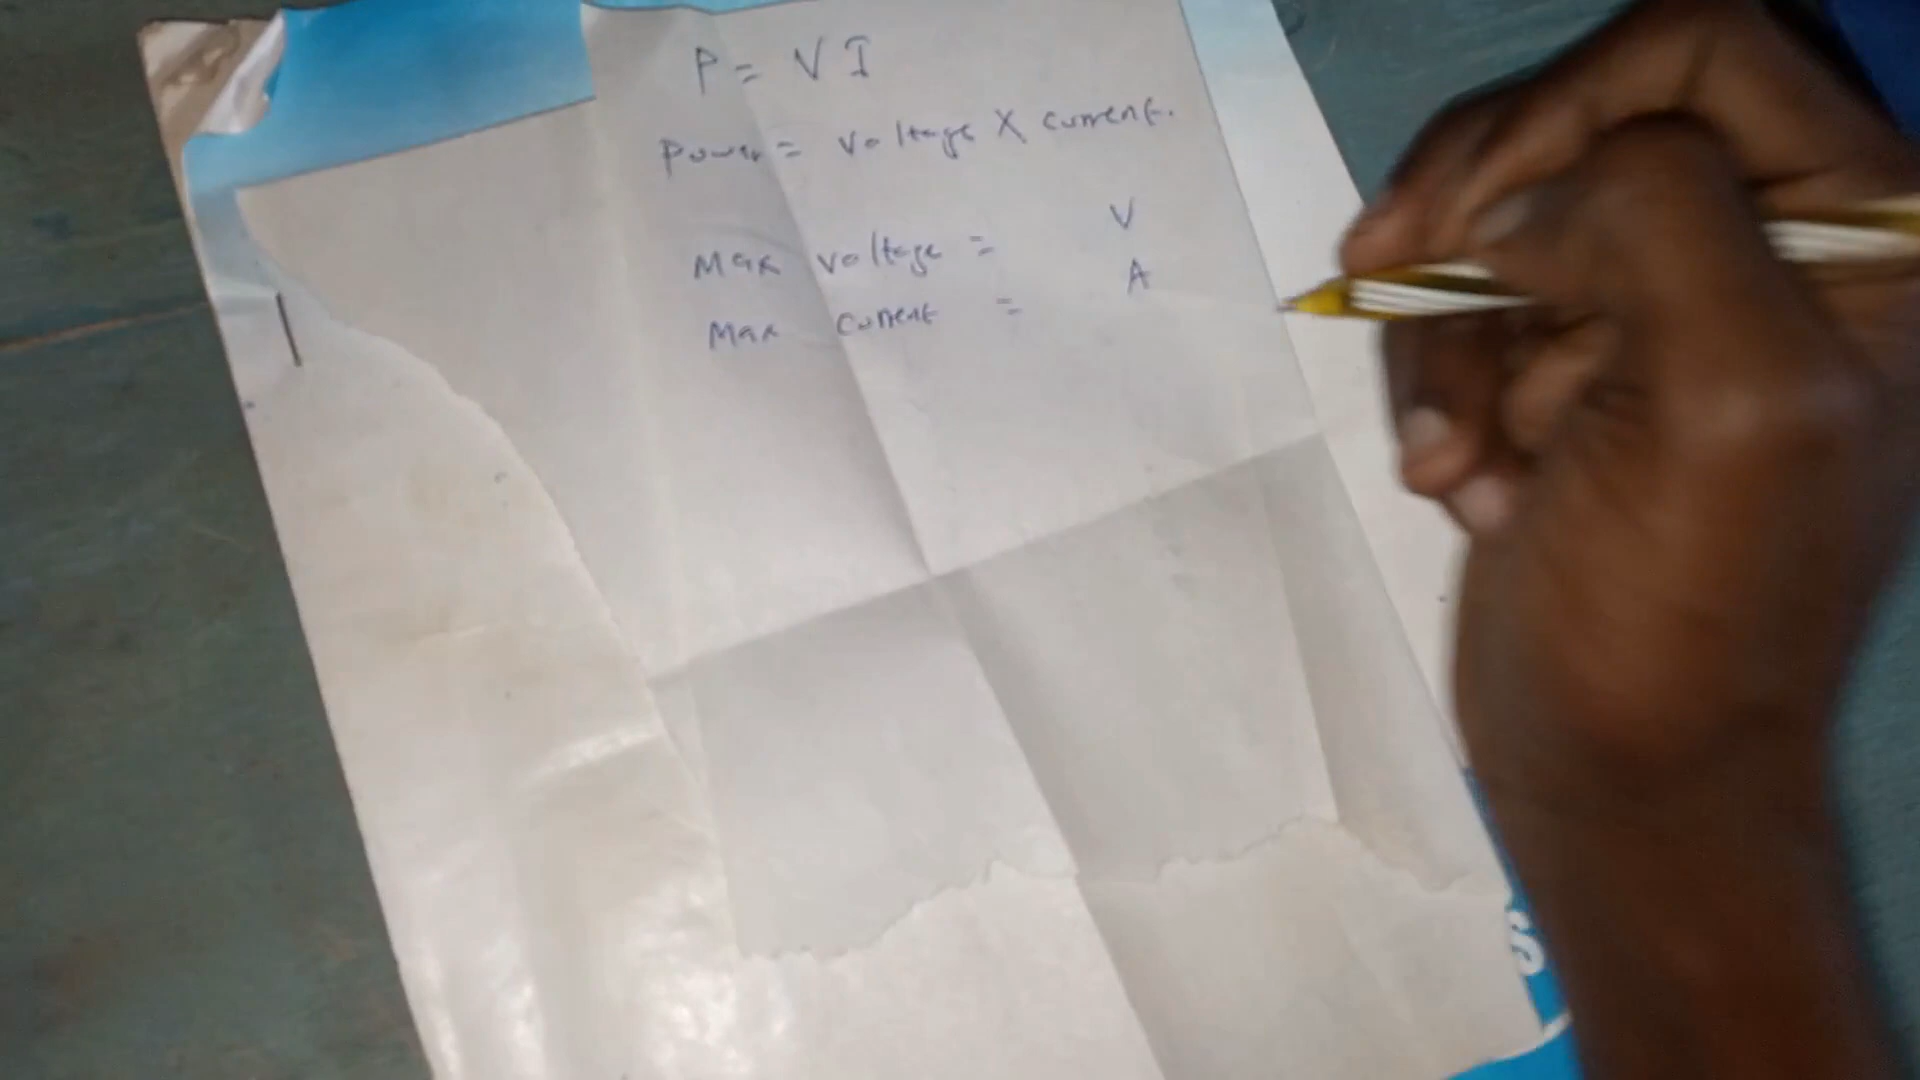 P = V I
Power = Voltage X current.
Max voltage = V
Max current = A
S